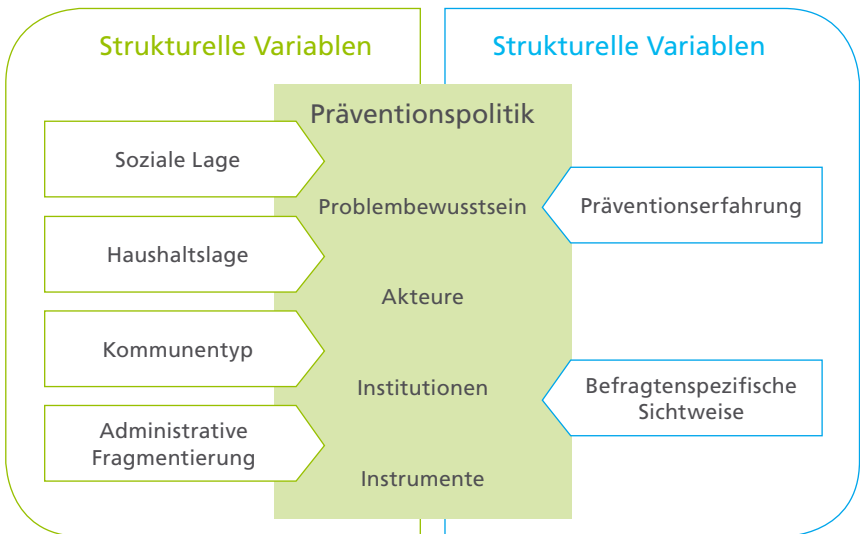 Strukturelle Variablen
Soziale Lage
Haushaltslage
Kommunentyp
Administrative
Fragmentierung
Präventionspolitik
Problembewusstsein
Akteure
Institutionen
Instrumente
Strukturelle Variablen
Präventionserfahrung
Befragtenspezifische
Sichtweise